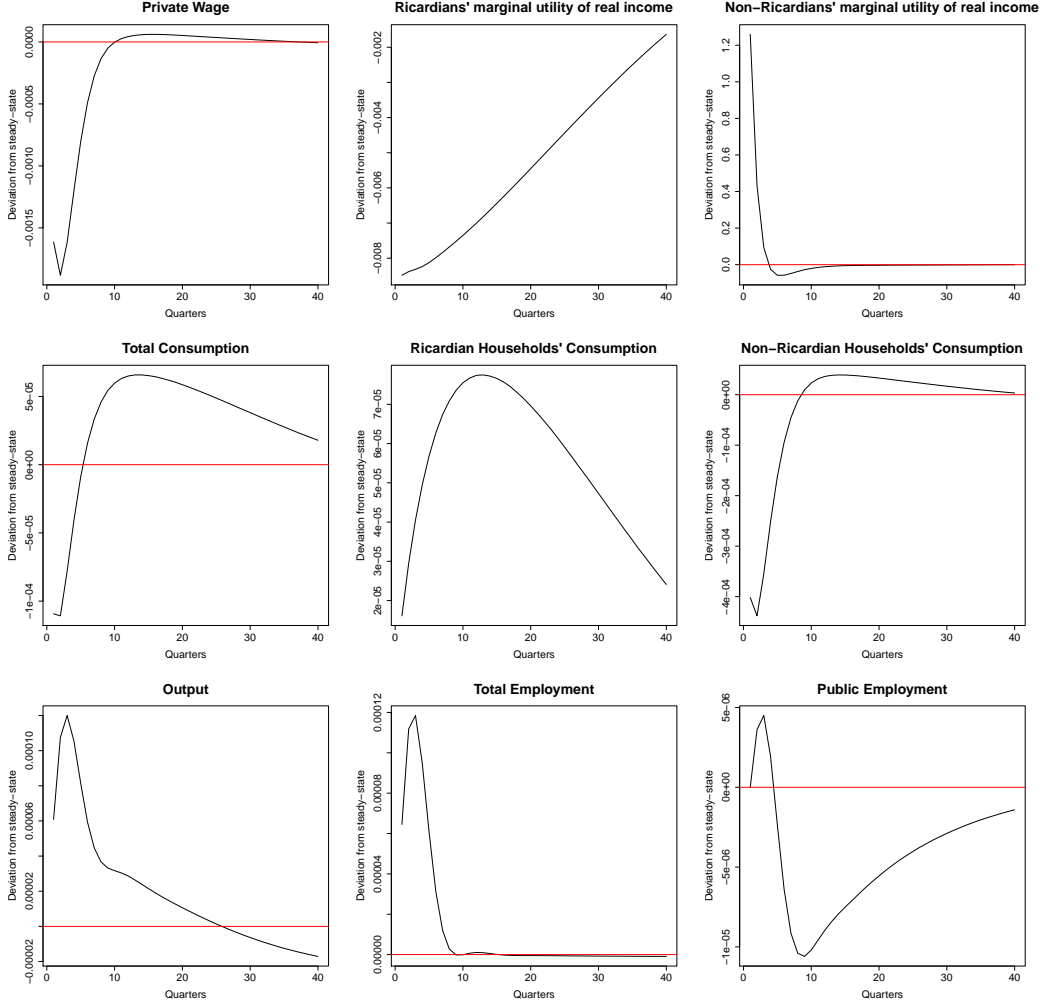 Private Wage
Deviation from steady−state
0.0000
−0.0005
−0.0010
−0.0015
0 10 20 30 40
Quarters
Ricardians' marginal utility of real income
Deviation from steady−state
−0.002
−0.004
−0.006
−0.008
0 10 20 30 40
Quarters
Non−Ricardians' marginal utility of real income
Deviation from steady−state
1.2
1.0
0.8
0.6
0.4
0.2
0.0
0 10 20 30 40
Quarters
Total Consumption
Deviation from steady−state
5e−05
0e+00
−5e−05
−1e−04
0 10 20 30 40
Quarters
Ricardian Households' Consumption
Deviation from steady−state
7e−05
6e−05
5e−05
4e−05
3e−05
2e−05
0 10 20 30 40
Quarters
Non−Ricardian Households' Consumption
Deviation from steady−state
0e+00
−1e−04
−2e−04
−3e−04
−4e−04
0 10 20 30 40
Quarters
Output
Deviation from steady−state
0.00010
0.00006
0.00002
−0.00002
0 10 20 30 40
Quarters
Total Employment
Deviation from steady−state
0.00012
0.00008
0.00004
0.00000
0 10 20 30 40
Quarters
Public Employment
Deviation from steady−state
5e−06
0e+00
−5e−06
−1e−05
0 10 20 30 40
Quarters